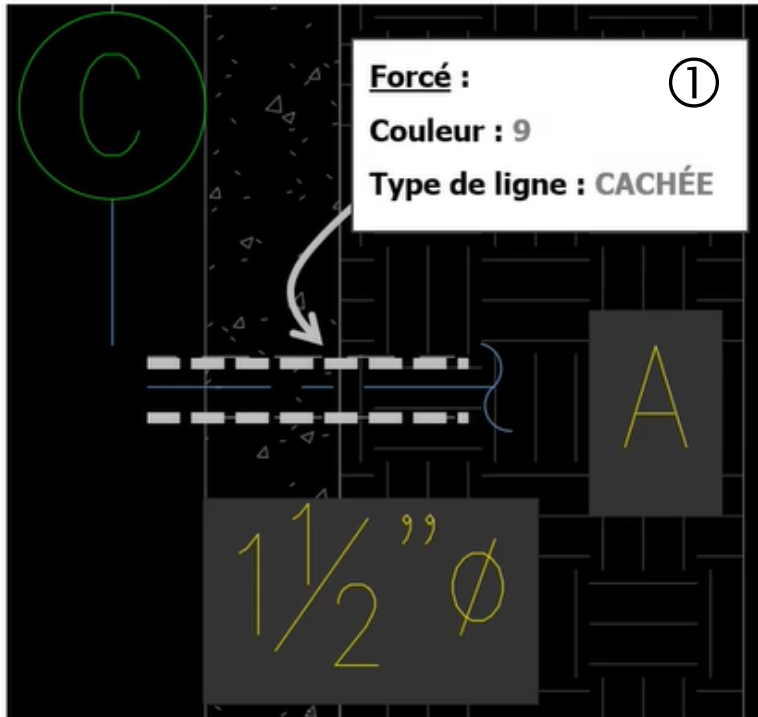 C
Forcé : ①
Couleur : 9
Type de ligne : CACHÉE
A
1½"ø